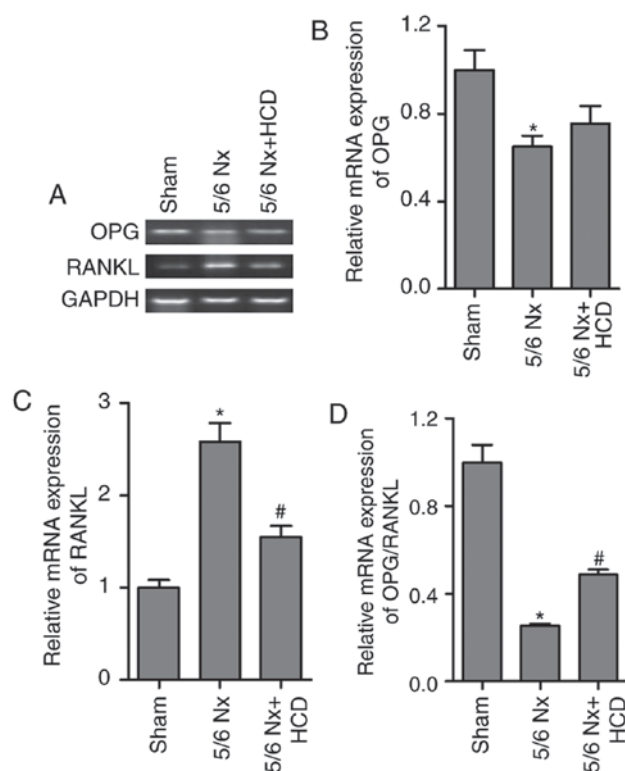 A
Sham
5/6 Nx
5/6 Nx+HCD
OPG
RANKL
GAPDH
B
Relative mRNA expression
of OPG
1.2
0.8
0.4
0.0
*
Sham
5/6 Nx
5/6 Nx+
HCD
C
Relative mRNA expression
of RANKL
3
2
1
0
*
#
Sham
5/6 Nx
5/6 Nx+
HCD
D
Relative mRNA expression
of OPG/RANKL
1.2
0.8
0.4
0.0
*
#
Sham
5/6 Nx
5/6 Nx+
HCD